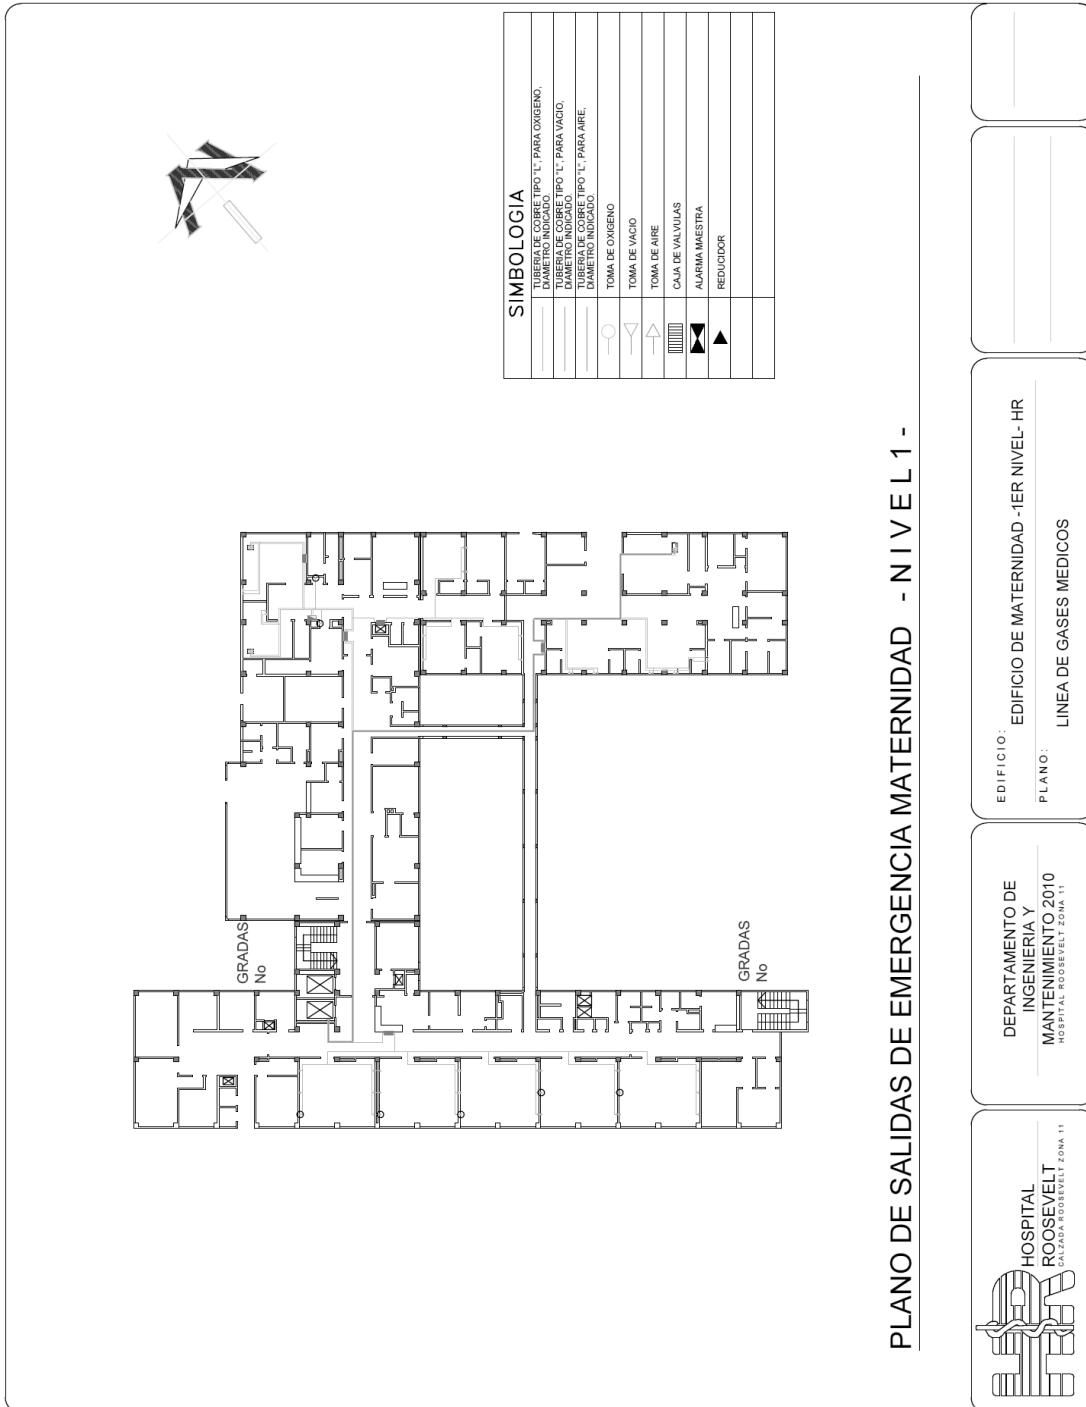 SIMBOLOGIA
TUBERIA DE COBRE TIPO "L", PARA OXIGENO,
DIAMETRO INDICADO.
TUBERIA DE COBRE TIPO "L", PARA VACIO,
DIAMETRO INDICADO.
TUBERIA DE COBRE TIPO "L", PARA AIRE,
DIAMETRO INDICADO.
TOMA DE OXIGENO
TOMA DE VACIO
TOMA DE AIRE
CAJA DE VALVULAS
ALARMA MAESTRA
REDUCIDOR
GRADAS
No
GRADAS
No
PLANO DE SALIDAS DE EMERGENCIA MATERNIDAD - N I V E L 1 -
HOSPITAL
ROOSEVELT
CALZADA ROOSEVELT ZONA 11
DEPARTAMENTO DE
INGENIERIA Y
MANTENIMIENTO 2010
HOSPITAL ROOSEVELT ZONA 11
EDIFICIO:
EDIFICIO DE MATERNIDAD -1ER NIVEL- HR
PLANO:
LINEA DE GASES MEDICOS
HR